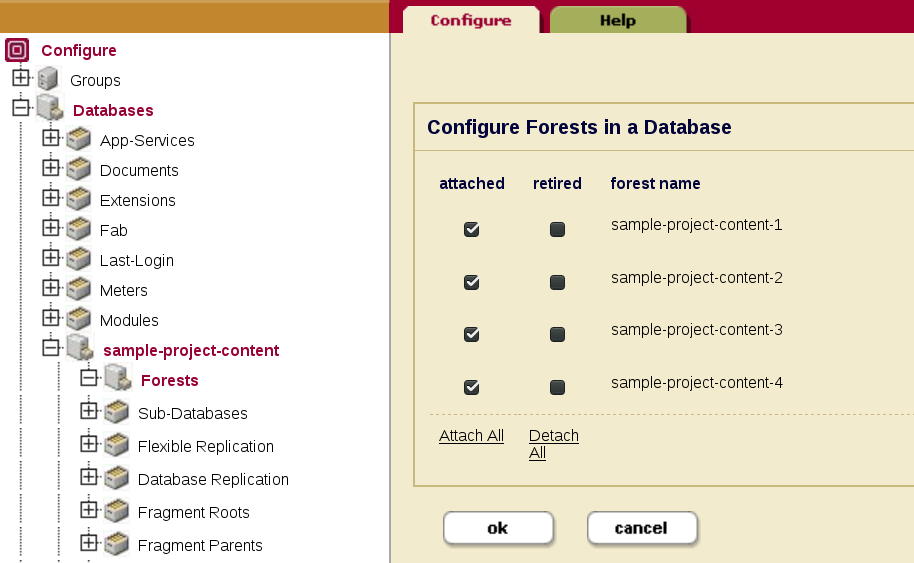 Configure
Help
Configure
Groups
Databases
App-Services
Documents
Extensions
Fab
Last-Login
Meters
Modules
sample-project-content
Forests
Sub-Databases
Flexible Replication
Database Replication
Fragment Roots
Fragment Parents
Configure Forests in a Database
attached retired forest name
sample-project-content-1
sample-project-content-2
sample-project-content-3
sample-project-content-4
Attach All Detach
All
ok cancel